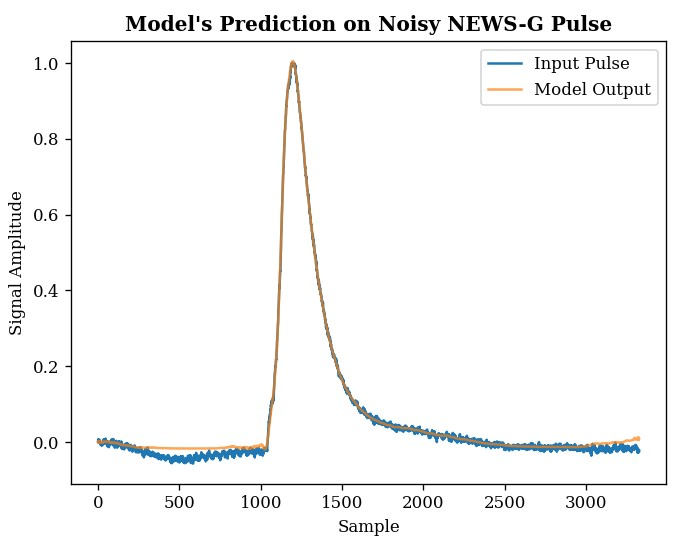 Model's Prediction on Noisy NEWS-G Pulse
Input Pulse
Model Output
1.0
0.8
0.6
0.4
0.2
0.0
Signal Amplitude
0 500 1000 1500 2000 2500 3000
Sample